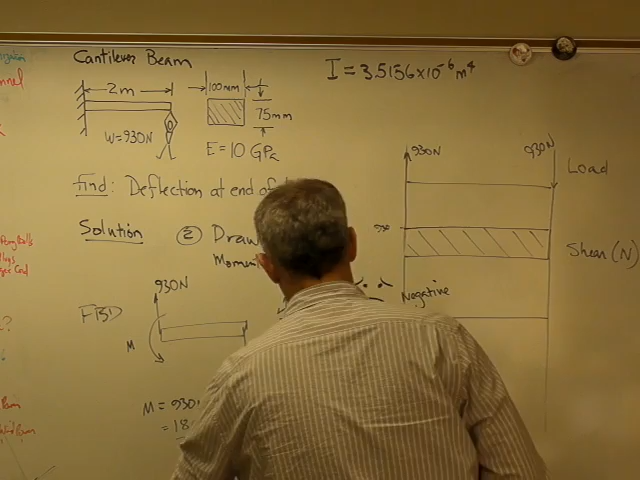 Cantilever Beam
I = 3.5156×10⁻⁶ m⁴
2m
100mm
75mm
W=930N
E=10 GPa
930N
930N
Load
find: Deflection at end of
Solution
② Draw
Shear (N)
930N
Negative
FBD
M
M = 930
= 18